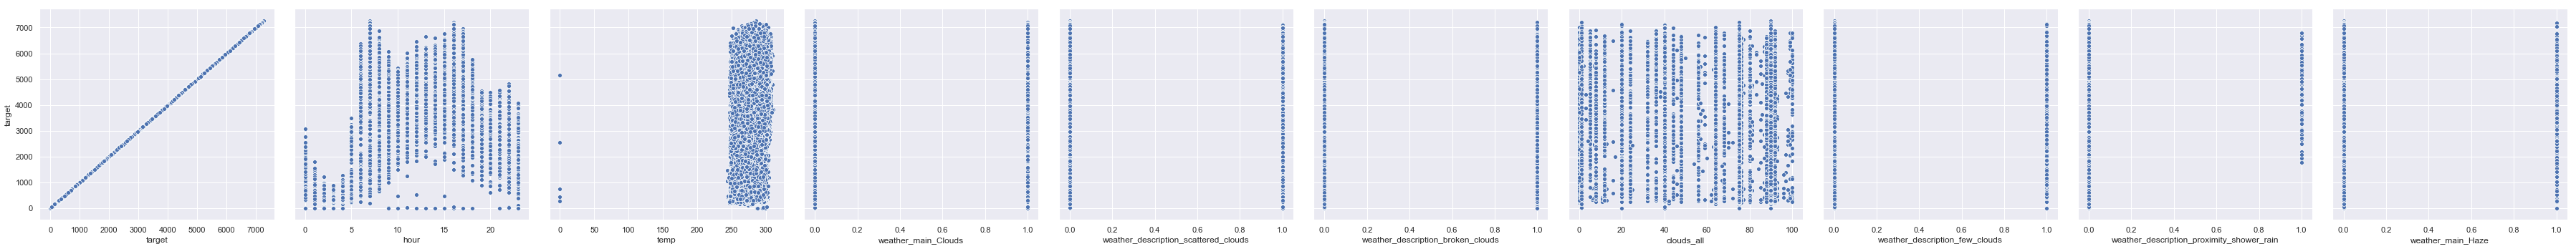 7000
6000
5000
4000
3000
2000
1000
0
target
0 1000 2000 3000 4000 5000 6000 7000
target
0 5 10 15 20
hour
0 50 100 150 200 250 300
temp
0.0 0.2 0.4 0.6 0.8 1.0
weather_main_Clouds
0.0 0.2 0.4 0.6 0.8 1.0
weather_description_scattered_clouds
0.0 0.2 0.4 0.6 0.8 1.0
weather_description_broken_clouds
0 20 40 60 80 100
clouds_all
0.0 0.2 0.4 0.6 0.8 1.0
weather_description_few_clouds
0.0 0.2 0.4 0.6 0.8 1.0
weather_description_proximity_shower_rain
0.0 0.2 0.4 0.6 0.8 1.0
weather_main_Haze